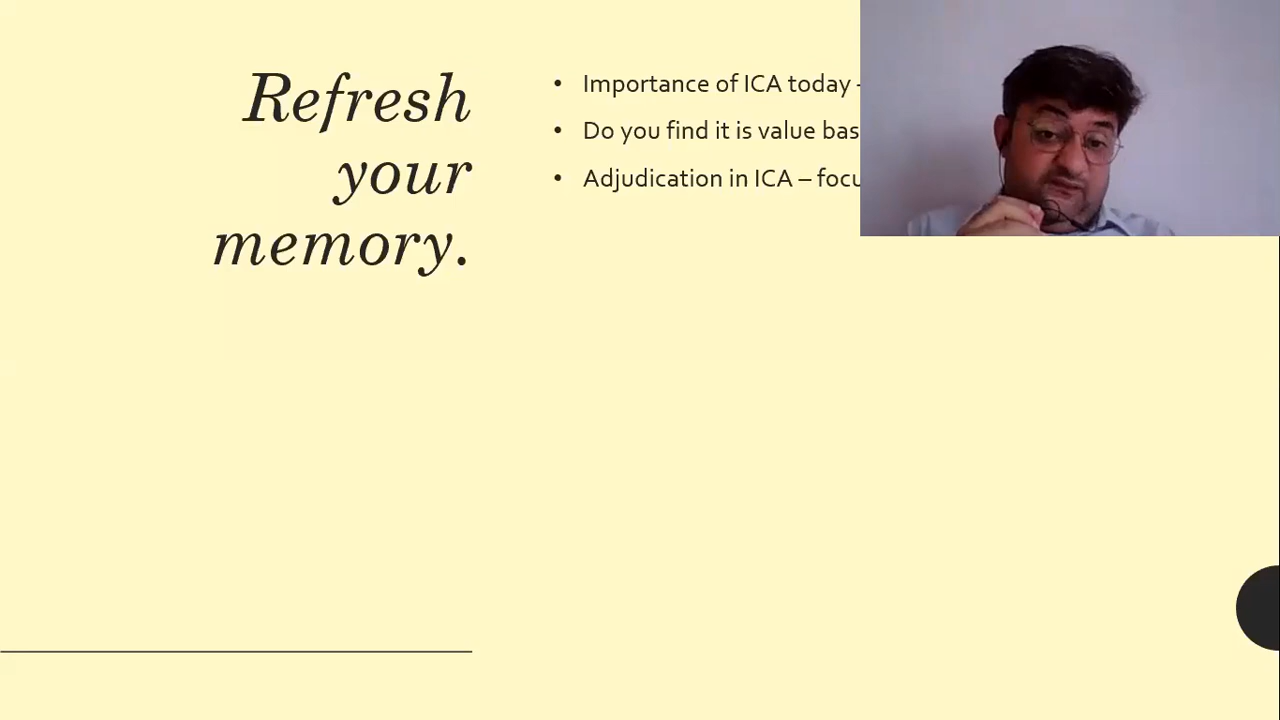 Refresh
your
memory.
• Importance of ICA today -
• Do you find it is value
• Adjudication in ICA –